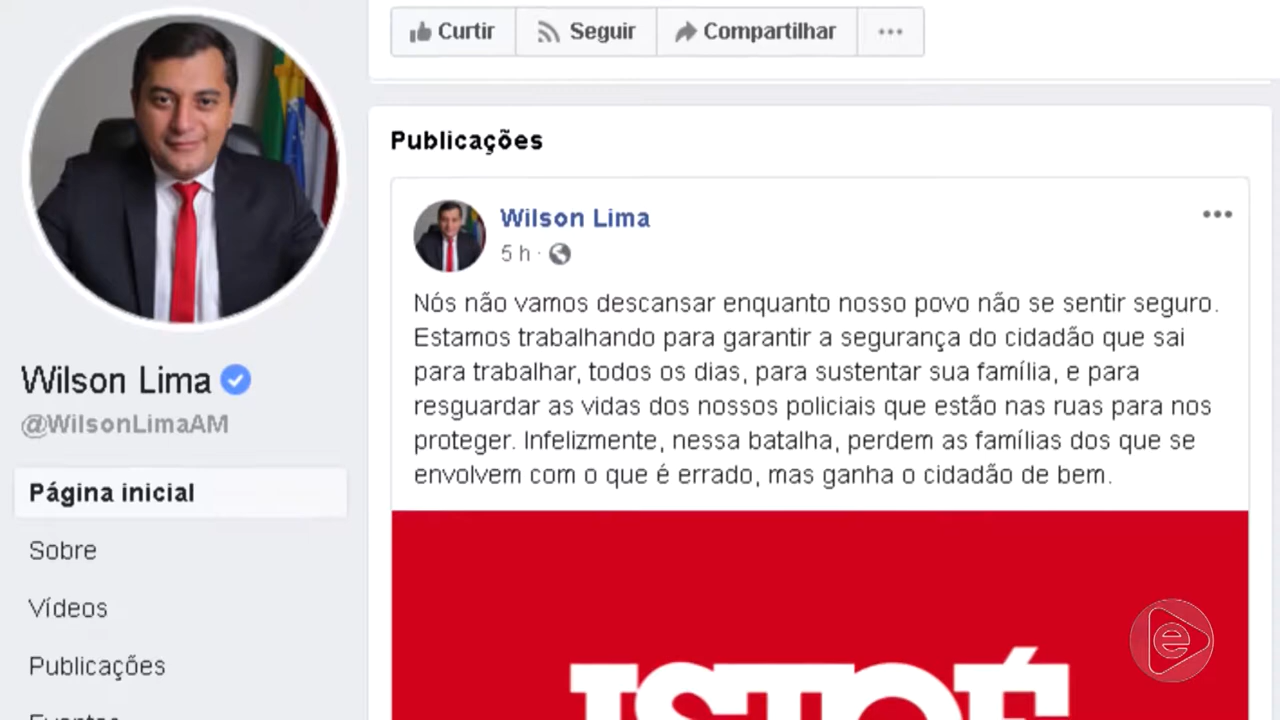 Curtir
Seguir
Compartilhar
Publicações
Wilson Lima
5 h ·
Nós não vamos descansar enquanto nosso povo não se sentir seguro.
Estamos trabalhando para garantir a segurança do cidadão que sai
para trabalhar, todos os dias, para sustentar sua família, e para
resguardar as vidas dos nossos policiais que estão nas ruas para nos
proteger. Infelizmente, nessa batalha, perdem as famílias dos que se
envolvem com o que é errado, mas ganha o cidadão de bem.
ISTOÉ
Wilson Lima
@WilsonLimaAM
Página inicial
Sobre
Vídeos
Publicações
Eventos
e